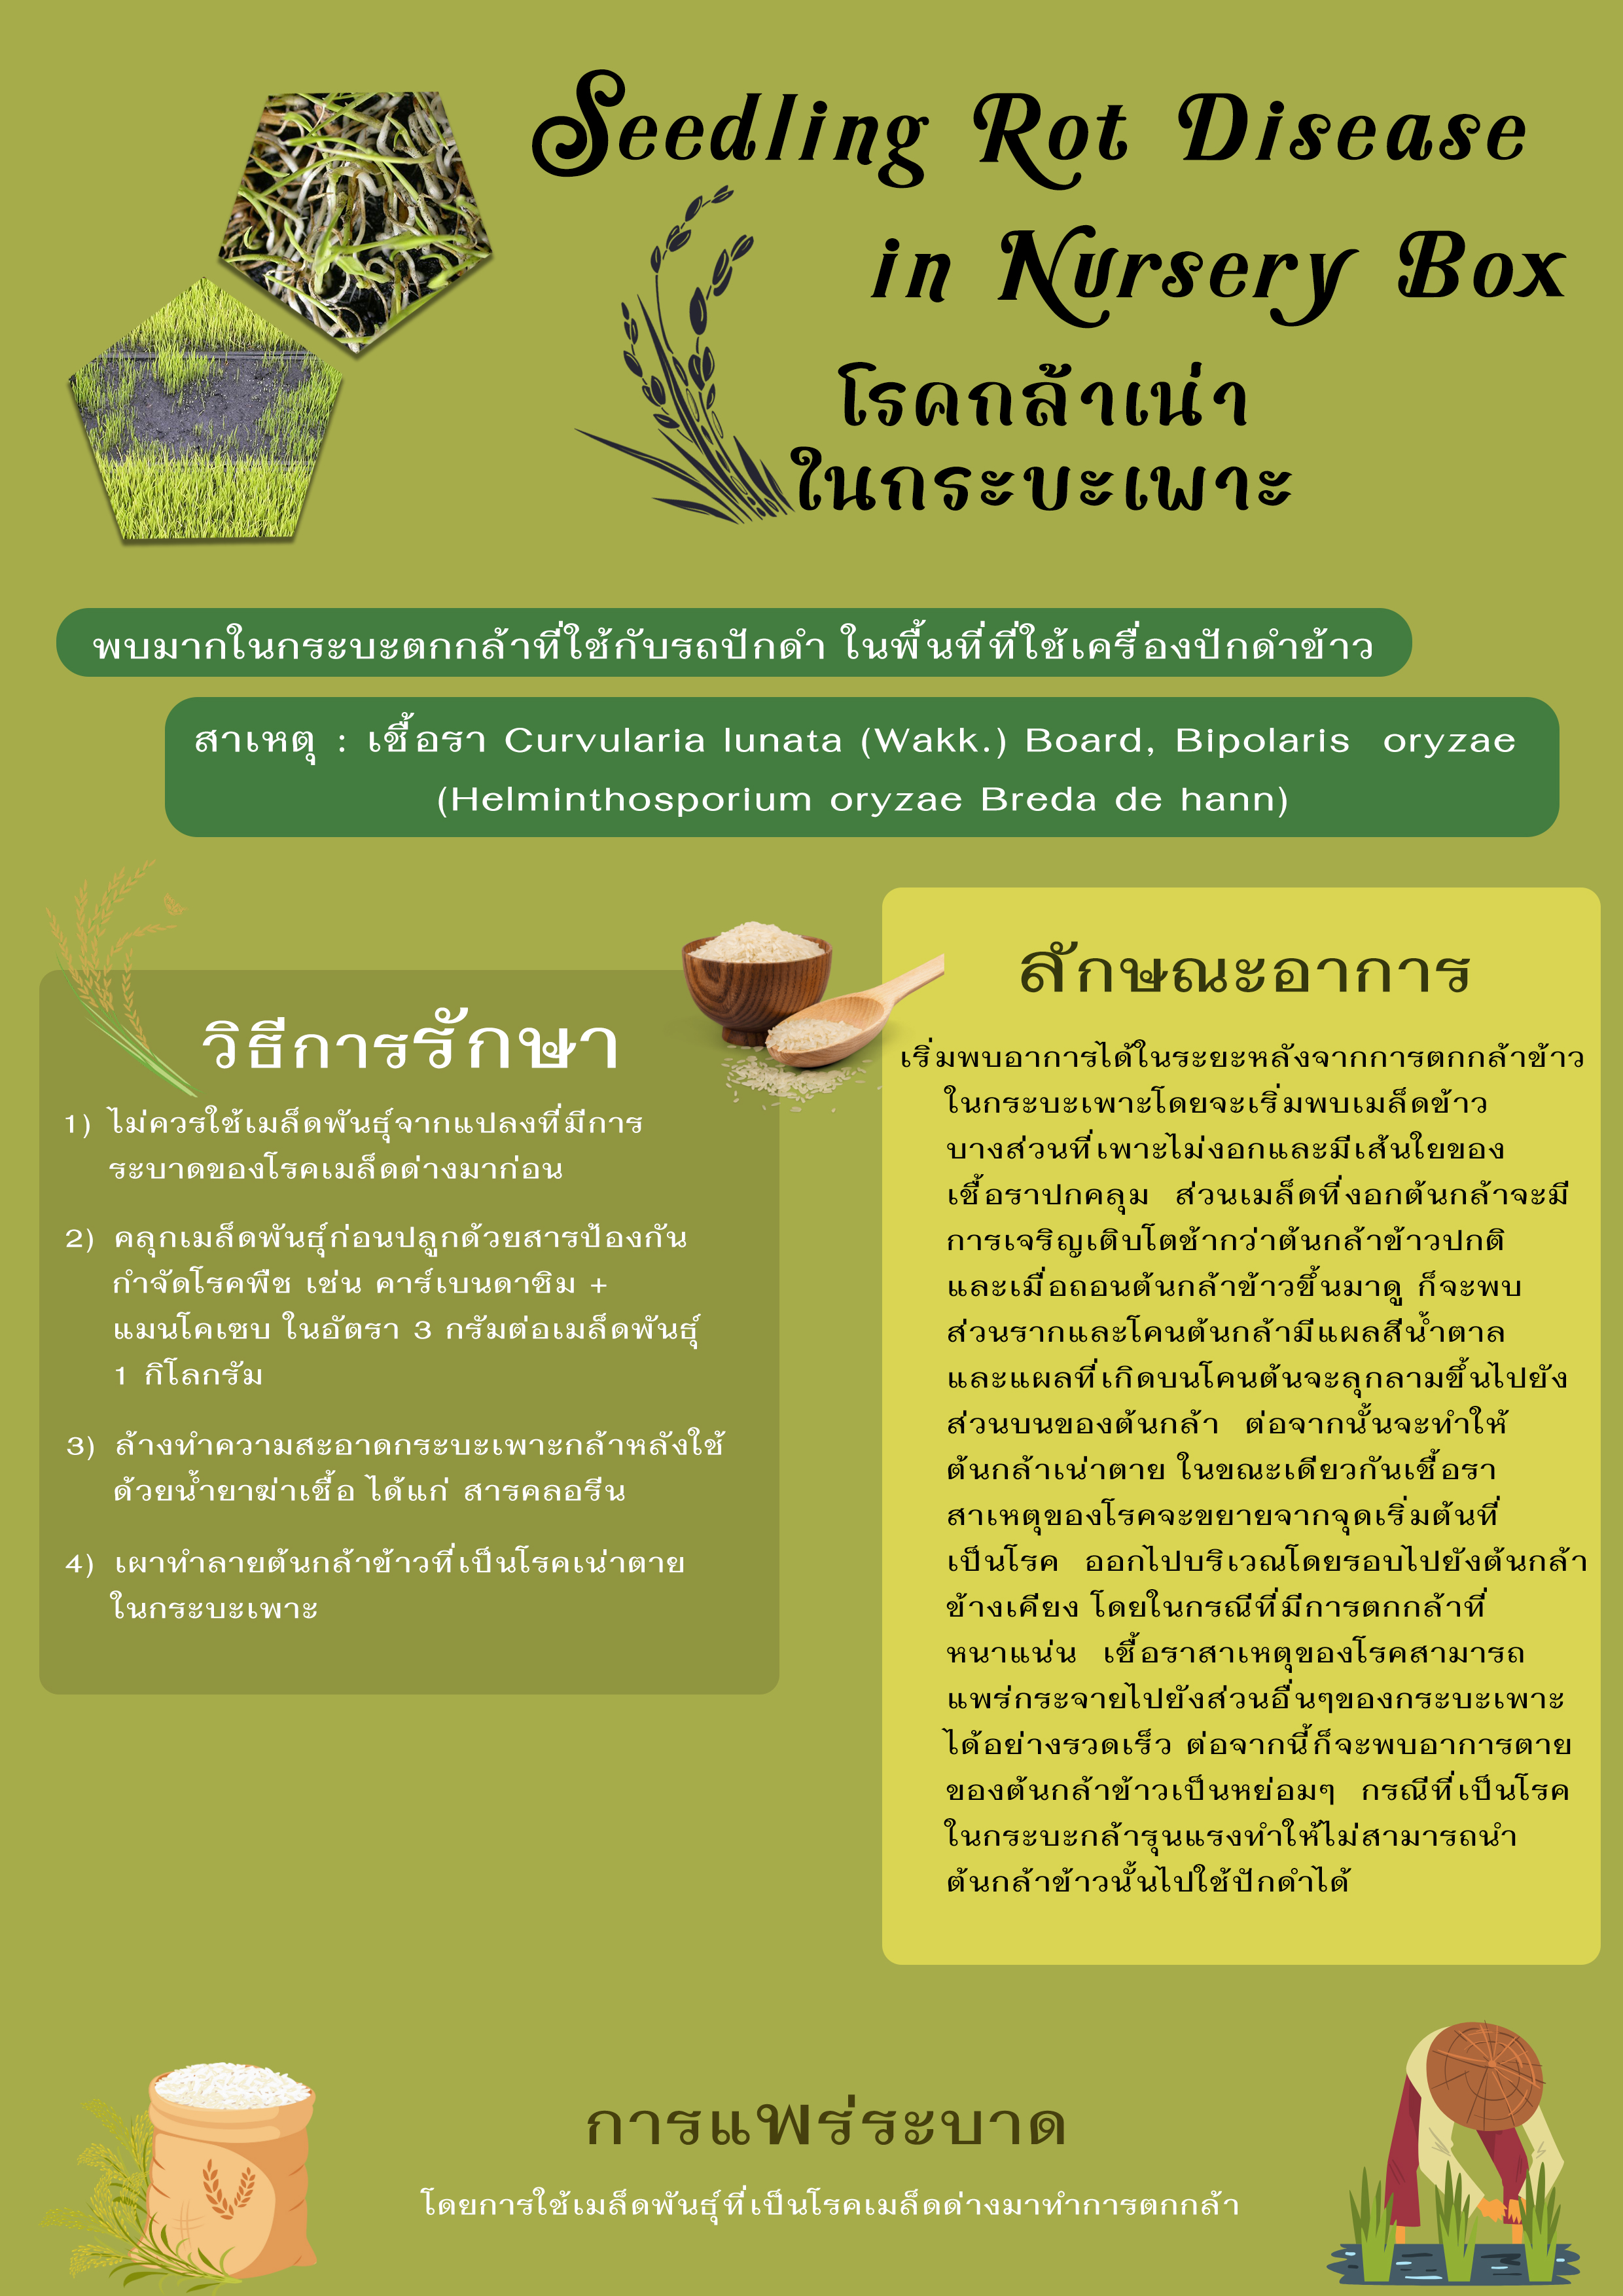 Seedling Rot Disease
in Nursery Box
โรคกล้าเน่า
ในกระบะเพาะ
พบมากในกระบะตกกล้าที่ใช้กับรถปักดำ ในพื้นที่ที่ใช้เครื่องปักดำข้าว
สาเหตุ : เชื้อรา Curvularia lunata (Wakk.) Board, Bipolaris oryzae
(Helminthosporium oryzae Breda de hann)
วิธีการรักษา
1) ไม่ควรใช้เมล็ดพันธุ์จากแปลงที่มีการ
ระบาดของโรคเมล็ดด่างมาก่อน
2) คลุกเมล็ดพันธุ์ก่อนปลูกด้วยสารป้องกัน
กำจัดโรคพืช เช่น คาร์เบนดาซิม +
แมนโคเซบ ในอัตรา 3 กรัมต่อเมล็ดพันธุ์
1 กิโลกรัม
3) ล้างทำความสะอาดกระบะเพาะกล้าหลังใช้
ด้วยน้ำยาฆ่าเชื้อ ได้แก่ สารคลอรีน
4) เผาทำลายต้นกล้าข้าวที่เป็นโรคเน่าตาย
ในกระบะเพาะ
ลักษณะอาการ
เริ่มพบอาการได้ในระยะหลังจากการตกกล้าข้าว
ในกระบะเพาะโดยจะเริ่มพบเมล็ดข้าว
บางส่วนที่เพาะไม่งอกและมีเส้นใยของ
เชื้อราปกคลุม ส่วนเมล็ดที่งอกต้นกล้าจะมี
การเจริญเติบโตช้ากว่าต้นกล้าข้าวปกติ
และเมื่อถอนต้นกล้าข้าวขึ้นมาดู ก็จะพบ
ส่วนรากและโคนต้นกล้ามีแผลสีน้ำตาล
และแผลที่เกิดบนโคนต้นจะลุกลามขึ้นไปยัง
ส่วนบนของต้นกล้า ต่อจากนั้นจะทำให้
ต้นกล้าเน่าตาย ในขณะเดียวกันเชื้อรา
สาเหตุของโรคจะขยายจากจุดเริ่มต้นที่
เป็นโรค ออกไปบริเวณโดยรอบไปยังต้นกล้า
ข้างเคียง โดยในกรณีที่มีการตกกล้าที่
หนาแน่น เชื้อราสาเหตุของโรคสามารถ
แพร่กระจายไปยังส่วนอื่นๆของกระบะเพาะ
ได้อย่างรวดเร็ว ต่อจากนี้ก็จะพบอาการตาย
ของต้นกล้าข้าวเป็นหย่อมๆ กรณีที่เป็นโรค
ในกระบะกล้ารุนแรงทำให้ไม่สามารถนำ
ต้นกล้าข้าวนั้นไปใช้ปักดำได้
การแพร่ระบาด
โดยการใช้เมล็ดพันธุ์ที่เป็นโรคเมล็ดด่างมาทำการตกกล้า